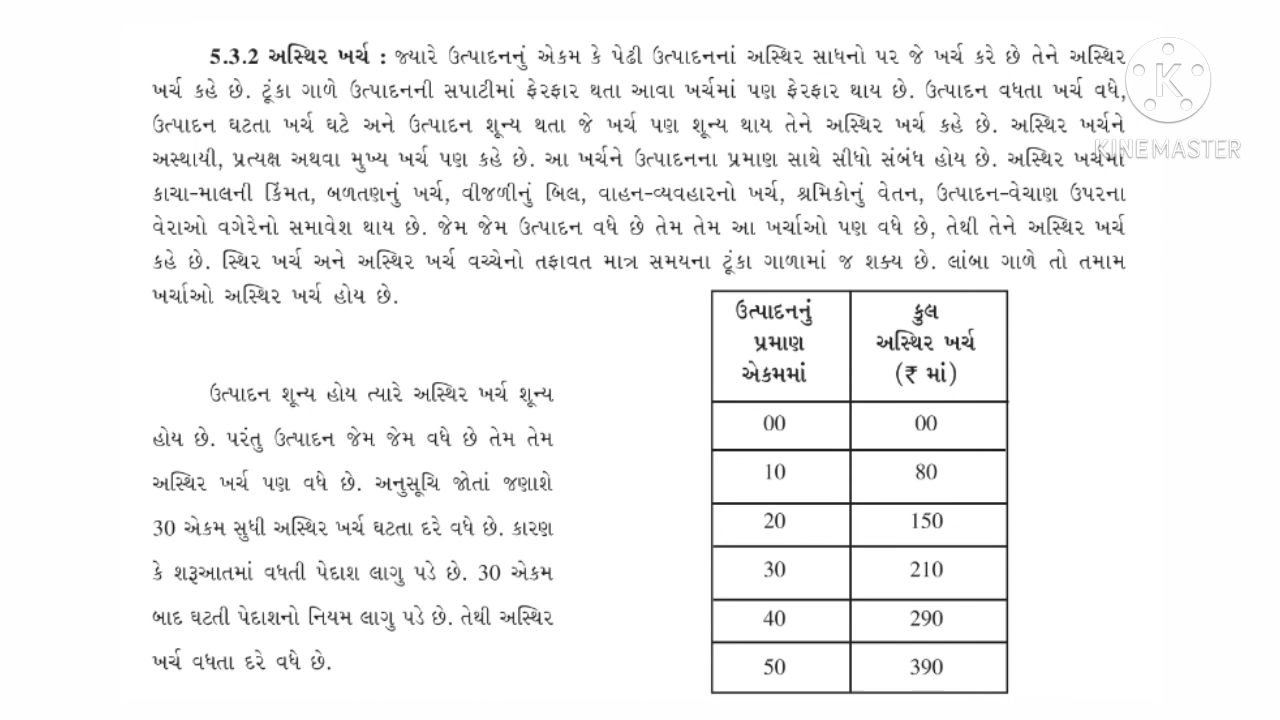 5.3.2 અસ્થિર ખર્ચ : જ્યારે ઉત્પાદનનું એકમ કે પેઢી ઉત્પાદનનાં અસ્થિર સાધનો પર જે ખર્ચ કરે છે તેને અસ્થિર
ખર્ચ કહે છે. ટૂંકા ગાળે ઉત્પાદનની સપાટીમાં ફેરફાર થતા આવા ખર્ચમાં પણ ફેરફાર થાય છે. ઉત્પાદન વધતા ખર્ચ વધે,
ઉત્પાદન ઘટતા ખર્ચ ઘટે અને ઉત્પાદન શૂન્ય થતા જે ખર્ચ પણ શૂન્ય થાય તેને અસ્થિર ખર્ચ કહે છે. અસ્થિર ખર્ચને
અસ્થાયી, પ્રત્યક્ષ અથવા મુખ્ય ખર્ચ પણ કહે છે. આ ખર્ચને ઉત્પાદનના પ્રમાણ સાથે સીધો સંબંધ હોય છે. અસ્થિર ખર્ચમાં
કાચા-માલની કિંમત, બળતણનું ખર્ચ, વીજળીનું બિલ, વાહન-વ્યવહારનો ખર્ચ, શ્રમિકોનું વેતન, ઉત્પાદન-વેચાણ ઉપરના
વેરાઓ વગેરેનો સમાવેશ થાય છે. જેમ જેમ ઉત્પાદન વધે છે તેમ તેમ આ ખર્ચાઓ પણ વધે છે, તેથી તેને અસ્થિર ખર્ચ
કહે છે. સ્થિર ખર્ચ અને અસ્થિર ખર્ચ વચ્ચેનો તફાવત માત્ર સમયના ટૂંકા ગાળામાં જ શક્ય છે. લાંબા ગાળે તો તમામ
ખર્ચાઓ અસ્થિર ખર્ચ હોય છે.
ઉત્પાદન શૂન્ય હોય ત્યારે અસ્થિર ખર્ચ શૂન્ય
હોય છે. પરંતુ ઉત્પાદન જેમ જેમ વધે છે તેમ તેમ
અસ્થિર ખર્ચ પણ વધે છે. અનુસૂચિ જોતાં જણાશે
30 એકમ સુધી અસ્થિર ખર્ચ ઘટતા દરે વધે છે. કારણ
કે શરૂઆતમાં વધતી પેદાશ લાગુ પડે છે. 30 એકમ
બાદ ઘટતી પેદાશનો નિયમ લાગુ પડે છે. તેથી અસ્થિર
ખર્ચ વધતા દરે વધે છે.
ઉત્પાદનનું કુલ
પ્રમાણ અસ્થિર ખર્ચ
એકમમાં (₹ માં)
00 00
10 80
20 150
30 210
40 290
50 390
K
KINEMASTER